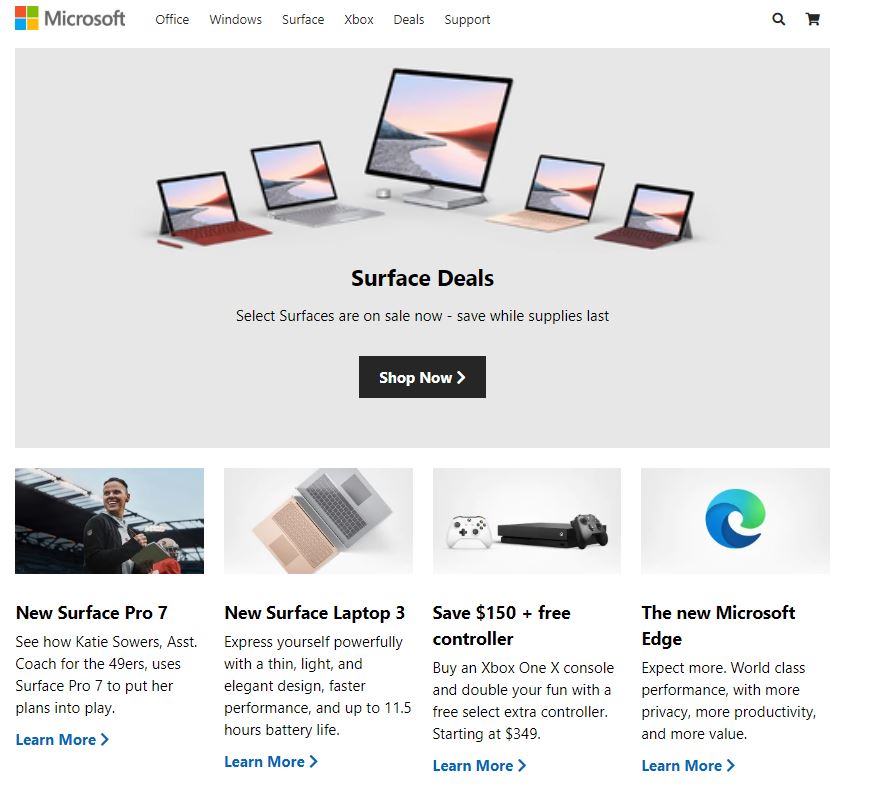 Microsoft
Office Windows Surface Xbox Deals Support
Surface Deals
Select Surfaces are on sale now - save while supplies last
Shop Now
New Surface Pro 7
See how Katie Sowers, Asst.
Coach for the 49ers, uses
Surface Pro 7 to put her
plans into play.
Learn More
New Surface Laptop 3
Express yourself powerfully
with a thin, light, and
elegant design, faster
performance, and up to 11.5
hours battery life.
Learn More
Save $150 + free
controller
Buy an Xbox One X console
and double your fun with a
free select extra controller.
Starting at $349.
Learn More
The new Microsoft
Edge
Expect more. World class
performance, with more
privacy, more productivity,
and more value.
Learn More